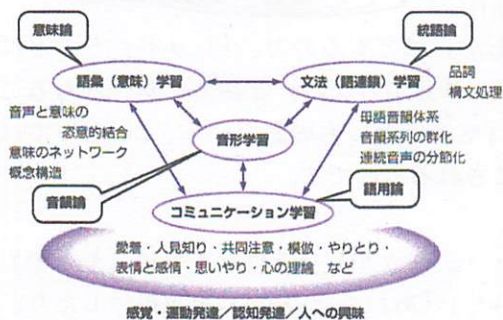 意味論
統語論
語彙（意味）学習
文法（語連鎖）学習
品詞
構文処理
音声と意味の
恣意的結合
意味のネットワーク
概念構造
母語音韻体系
音韻系列の群化
連続音声の分節化
音形学習
音韻論
語用論
コミュニケーション学習
愛着・人見知り・共同注意・模倣・やりとり・
表情と感情・思いやり・心の理論　など
感覚・運動発達／認知発達／人への興味